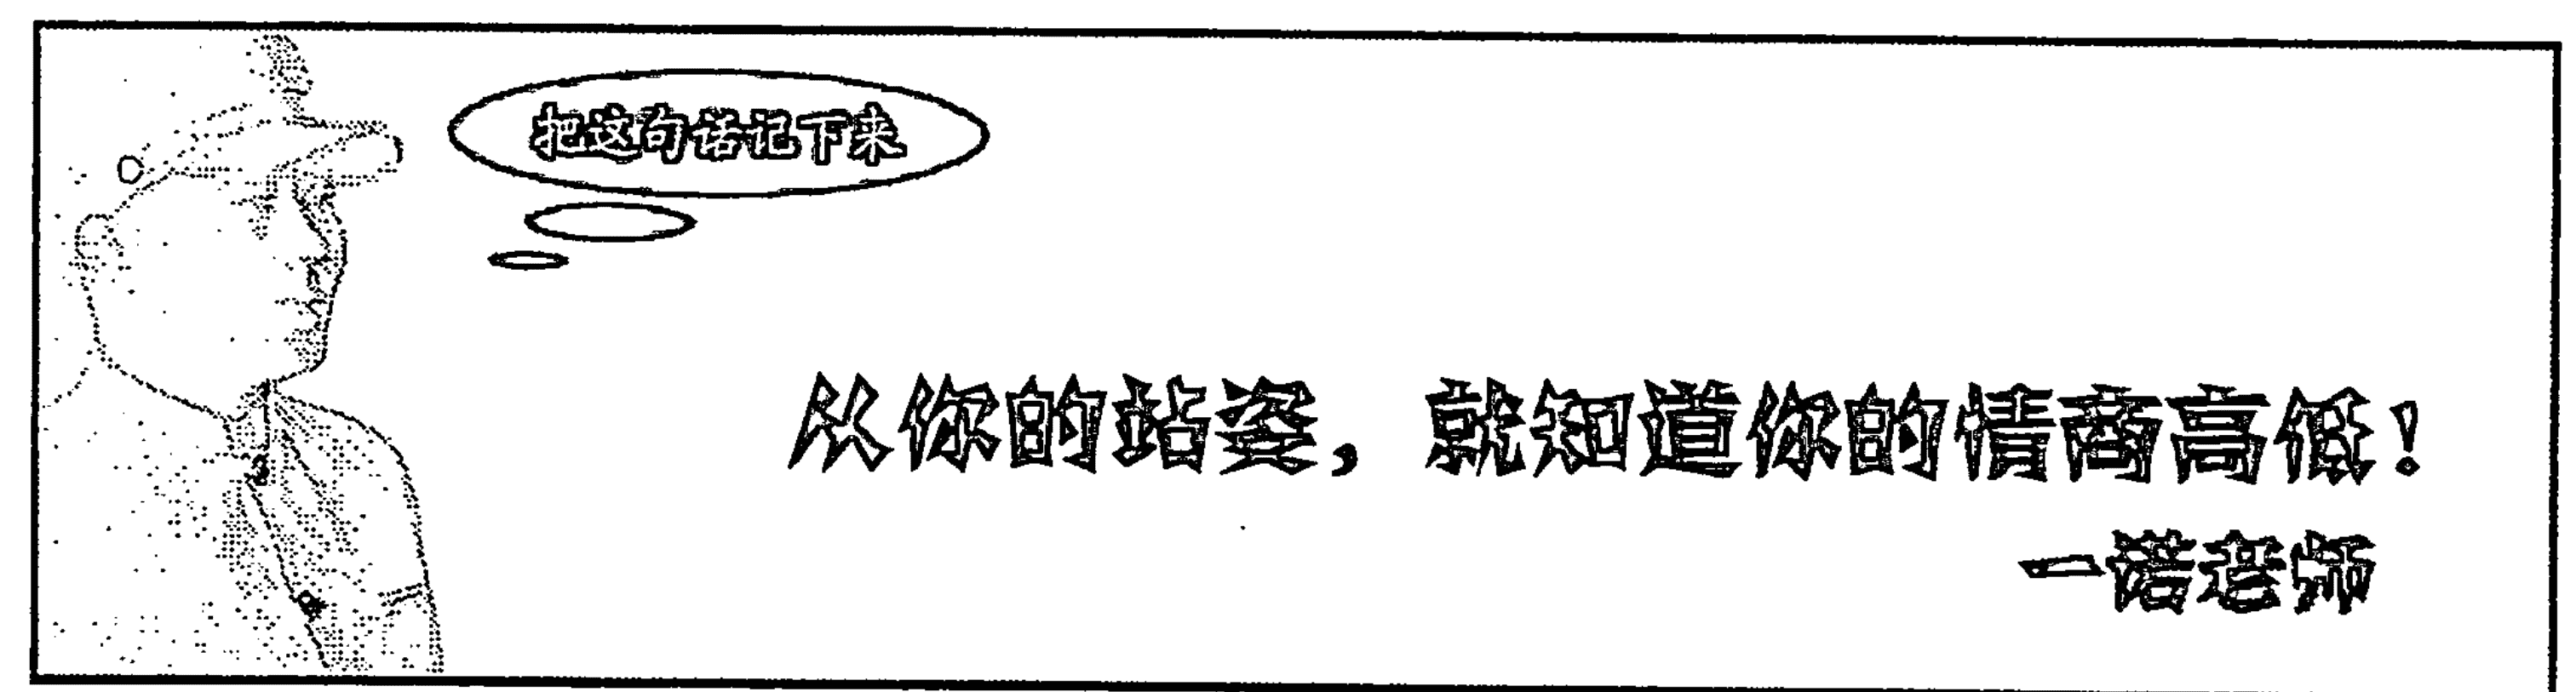 把这句话记下来
从你的站姿，就知道你的情商高低！
一诺老师